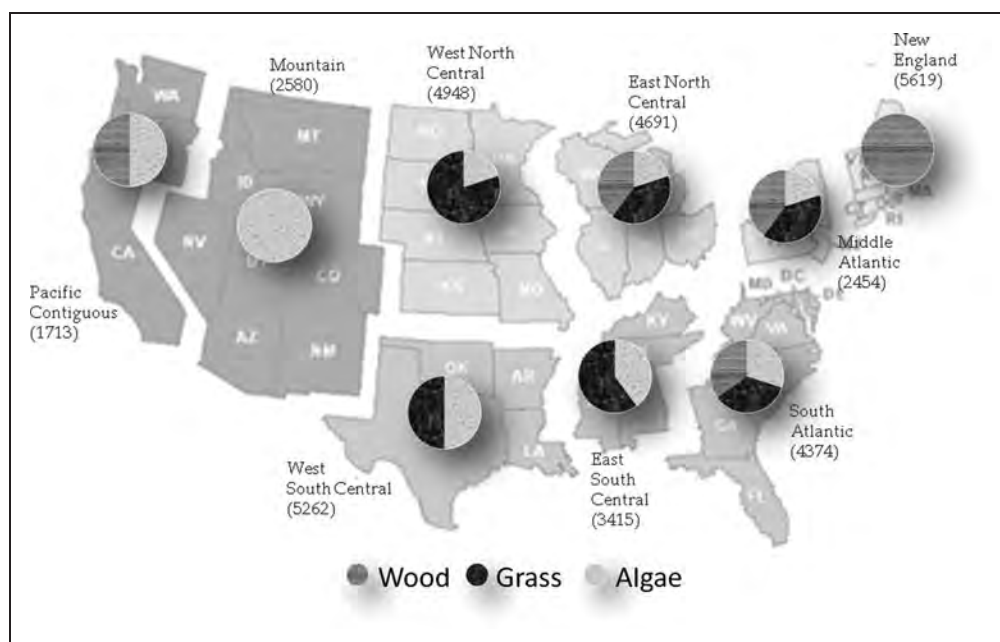 New
England
(5619)
Mountain
(2580)
West North
Central
(4948)
East North
Central
(4691)
WA
MT
ID
NV
CA
CO
AZ
NM
KS
MO
OK
AR
LA
KY
WV
VA
MD
DC
DE
RI
MA
GA
FL
Middle
Atlantic
(2454)
Pacific
Contiguous
(1713)
West
South Central
(5262)
East
South
Central
(3415)
South
Atlantic
(4374)
Wood
Grass
Algae